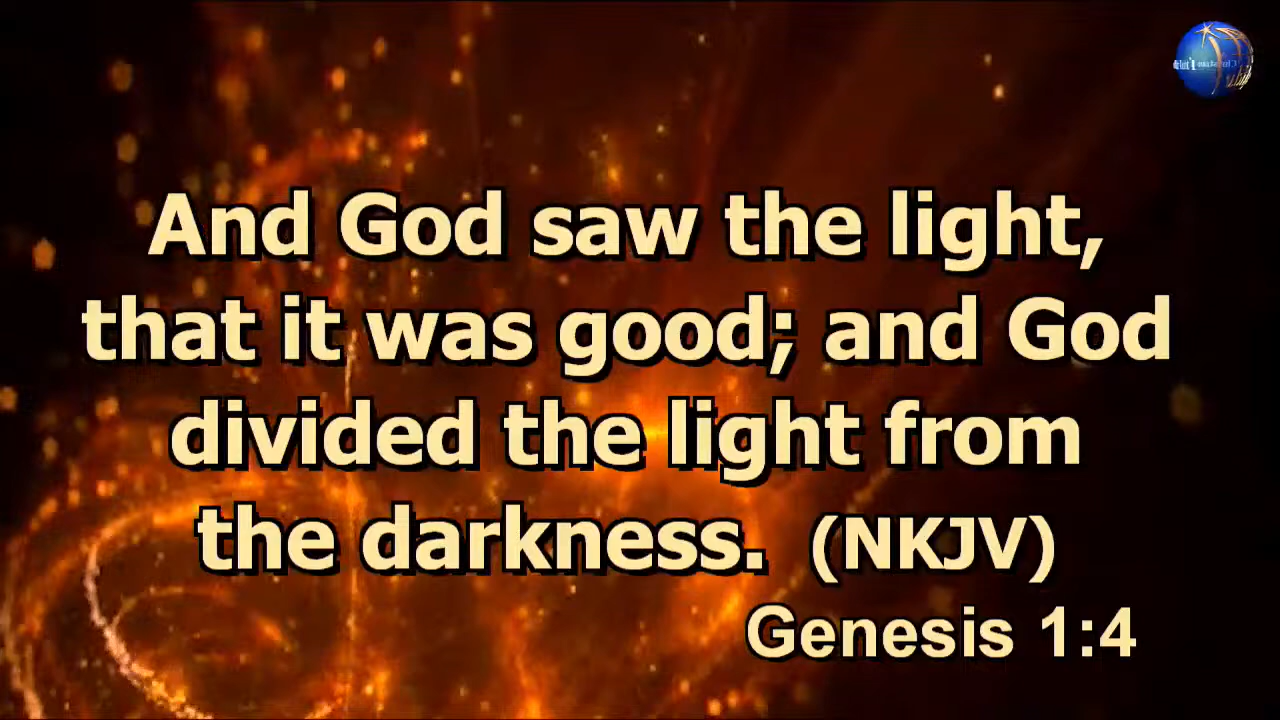 And God saw the light,
that it was good; and God
divided the light from
the darkness. (NKJV)
Genesis 1:4